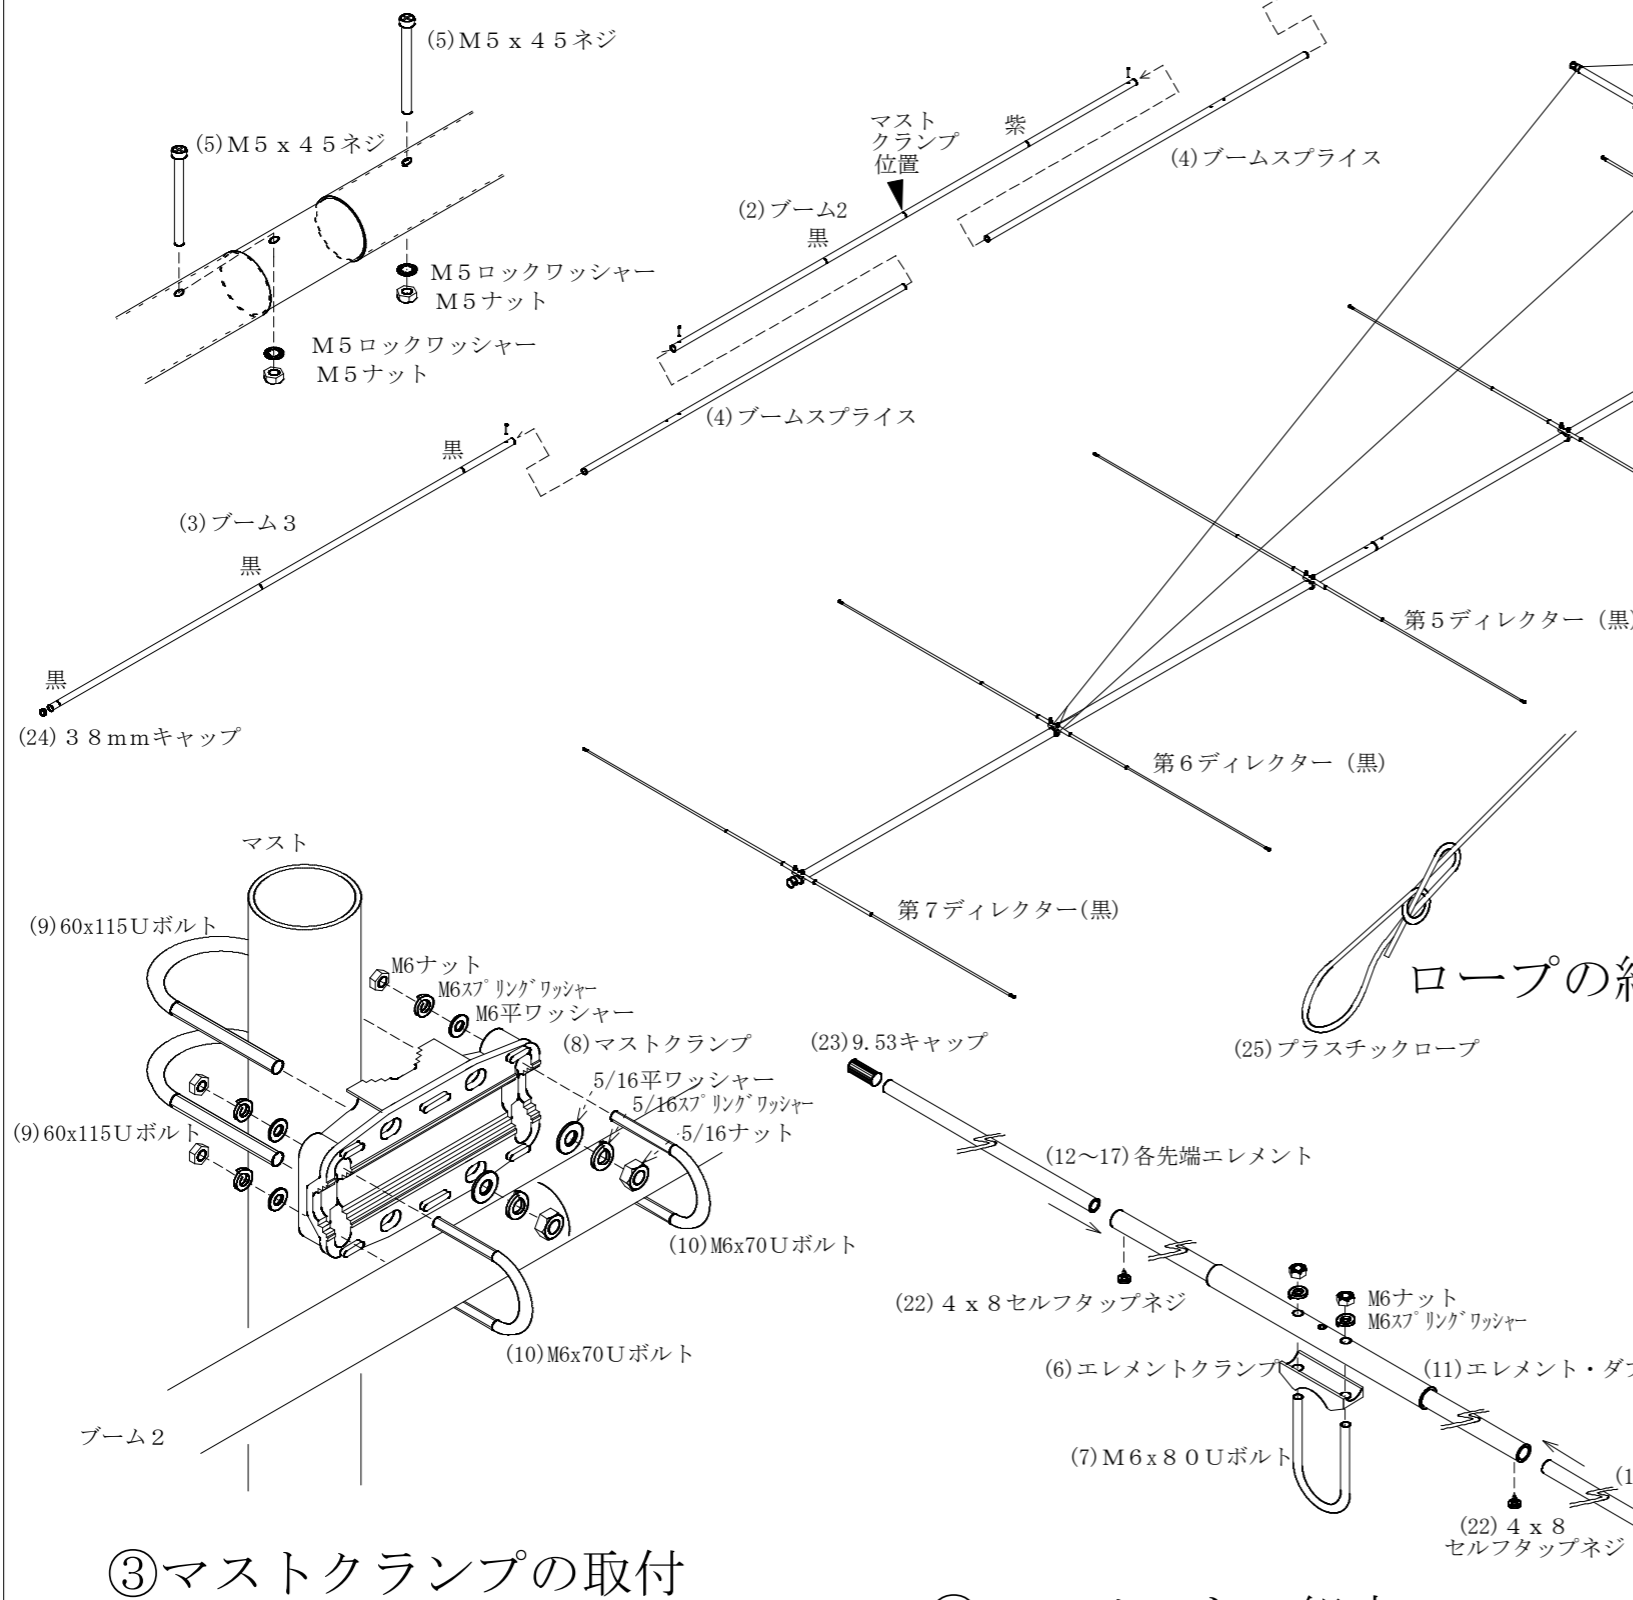 (5)Ｍ５ｘ４５ネジ
(5)Ｍ５ｘ４５ネジ
Ｍ５ロックワッシャー
Ｍ５ナット
Ｍ５ロックワッシャー
Ｍ５ナット
マスト
クランプ
位置
紫
(4)ブームスプライス
(2)ブーム2
黒
(4)ブームスプライス
黒
(3)ブーム３
黒
黒
(24)３８mmキャップ
第５ディレクター（黒）
第６ディレクター（黒）
第７ディレクター(黒)
ロープの
(25)プラスチックロープ
マスト
(9)60x115Ｕボルト
M6ナット
M6ｽﾌﾟﾘﾝｸﾞﾜｯｼｬｰ
M6平ワッシャー
(8)マストクランプ
5/16平ワッシャー
5/16ｽﾌﾟﾘﾝｸﾞﾜｯｼｬｰ
5/16ナット
(9)60x115Ｕボルト
(10)M6x70Ｕボルト
(10)M6x70Ｕボルト
ブーム２
③マストクランプの取付
(23)9.53キャップ
(12～17)各先端エレメント
(22)４ｘ８セルフタップネジ
M6ナット
M6ｽﾌﾟﾘﾝｸﾞﾜｯｼｬｰ
(6)エレメントクランプ
(11)エレメント・ダ
(7)Ｍ６x８０Ｕボルト
(1
(22)４ｘ８
セルフタップネジ